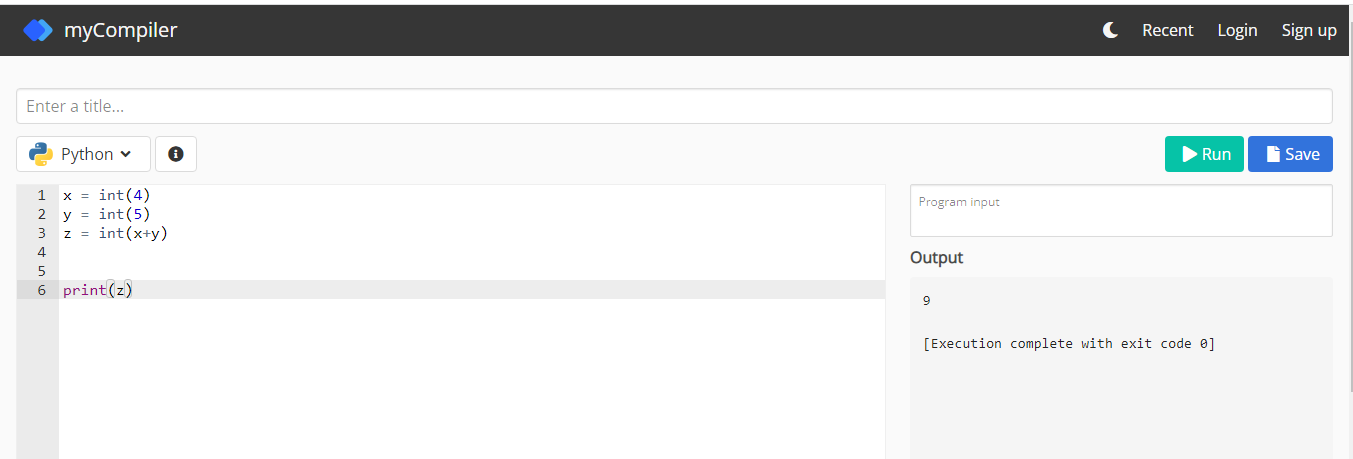 myCompiler
Recent Login Sign up
Enter a title...
Python
Run Save
1 x = int(4)
2 y = int(5)
3 z = int(x+y)
4
5
6 print(z)
Program input
Output
9
[Execution complete with exit code 0]